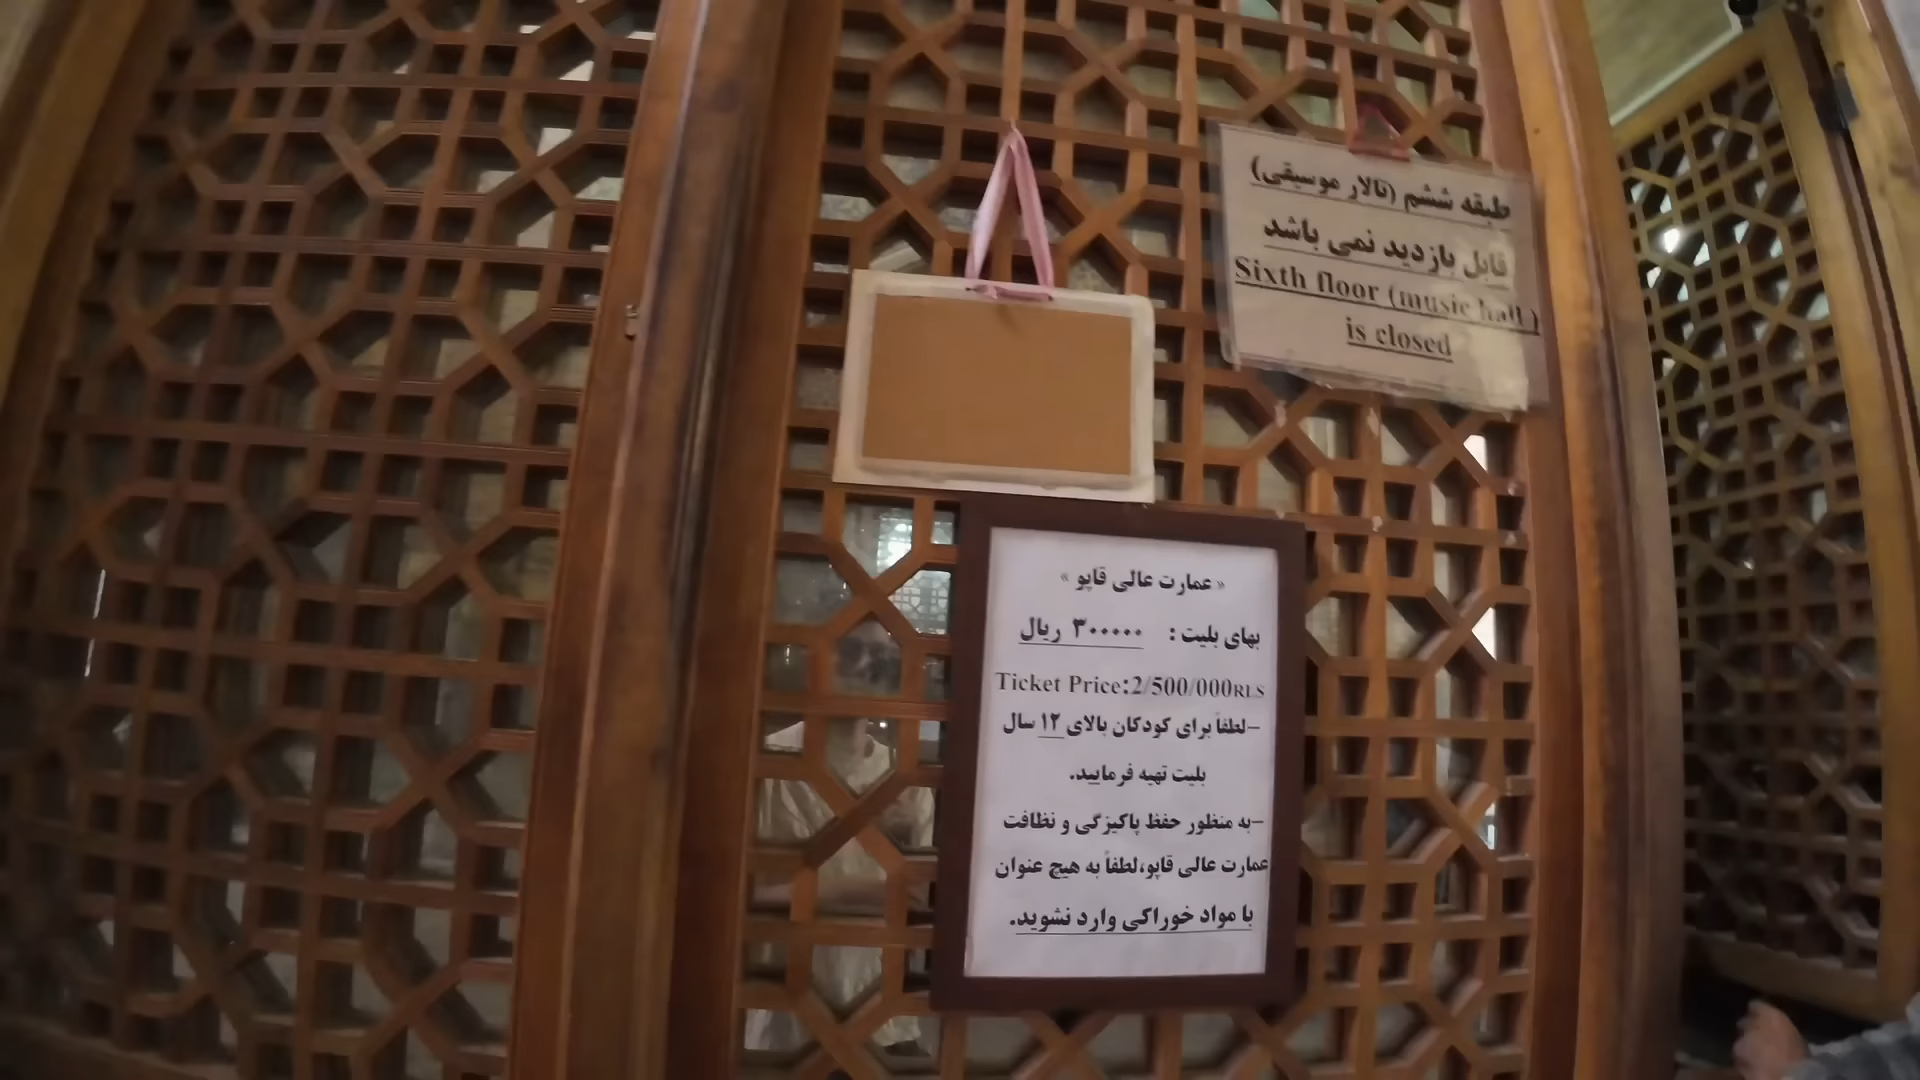 طبقه ششم (تالار موسیقی)
قابل بازدید نمی باشد
Sixth floor (music hall)
is closed
« عمارت عالی قاپو »
بهای بلیت : ۳۰۰۰۰۰ ریال
Ticket Price:2/500/000RLS
-لطفاً برای کودکان بالای ۱۲ سال
بلیت تهیه فرمایید.
-به منظور حفظ پاکیزگی و نظافت
عمارت عالی قاپو،لطفاً به هیچ عنوان
با مواد خوراکی وارد نشوید.